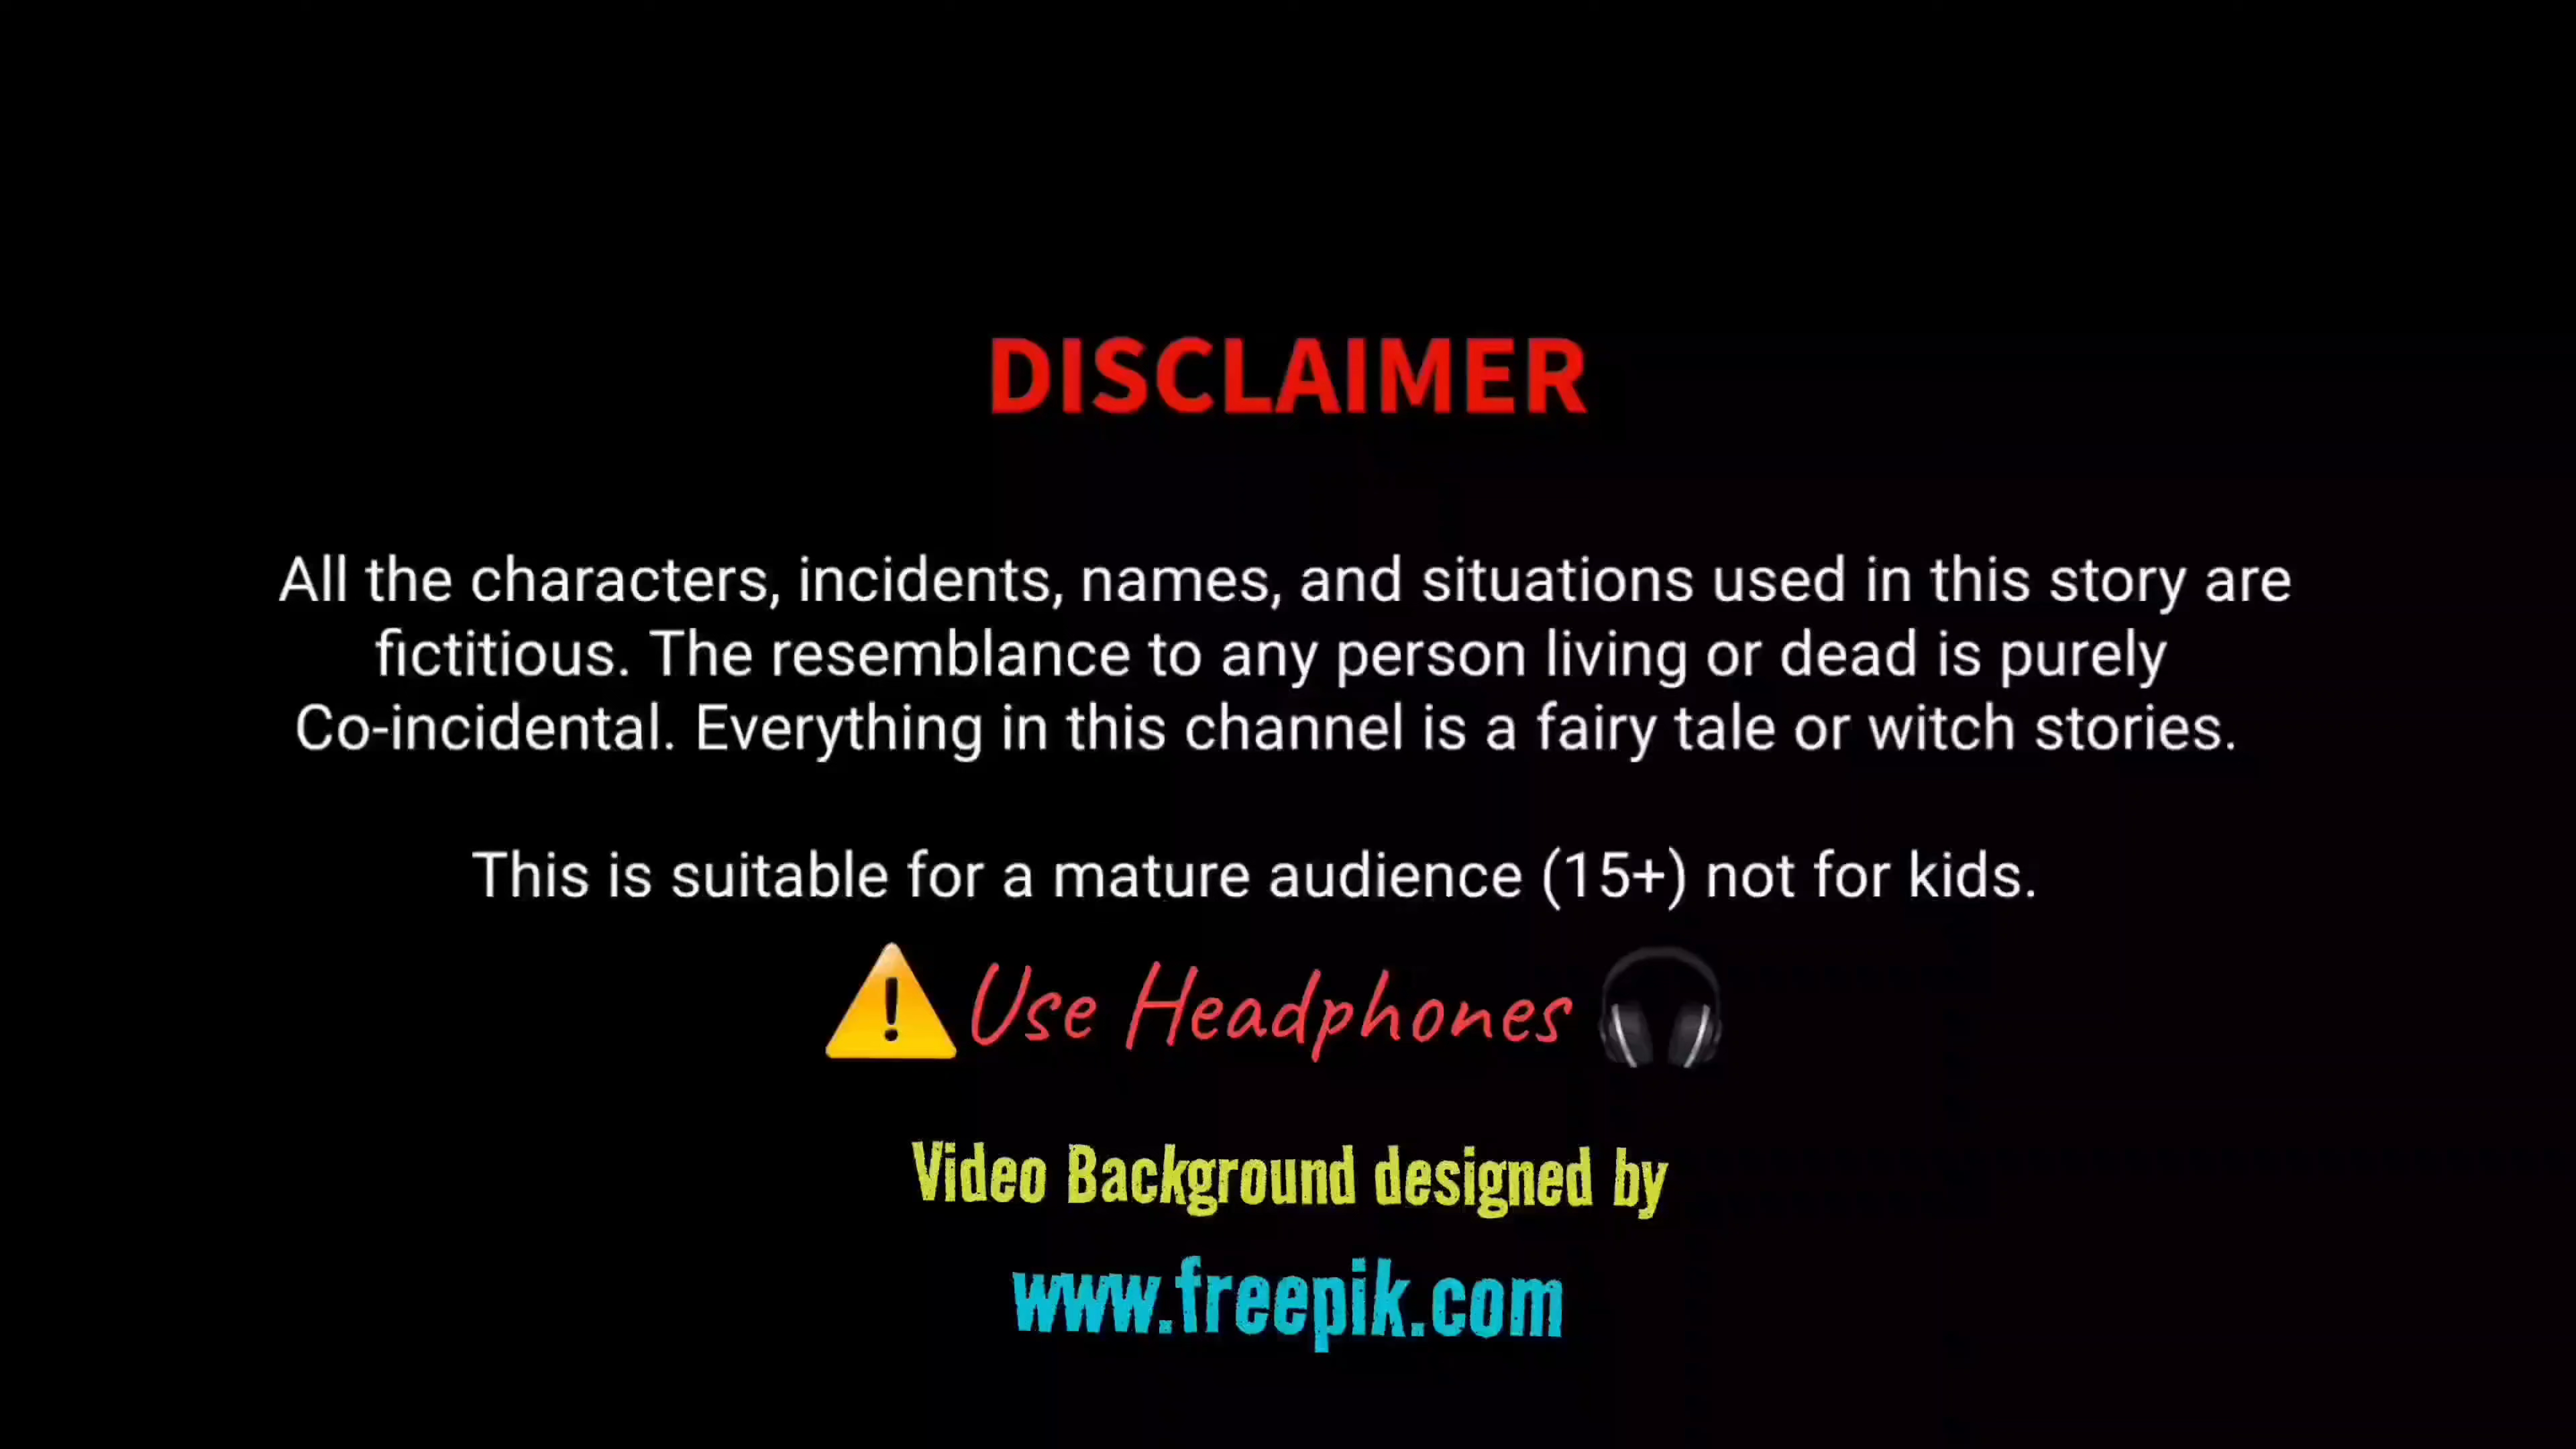 DISCLAIMER
All the characters, incidents, names, and situations used in this story are
fictitious. The resemblance to any person living or dead is purely
Co-incidental. Everything in this channel is a fairy tale or witch stories.
This is suitable for a mature audience (15+) not for kids.
⚠️Use Headphones 🎧
Video Background designed by
www.freepik.com